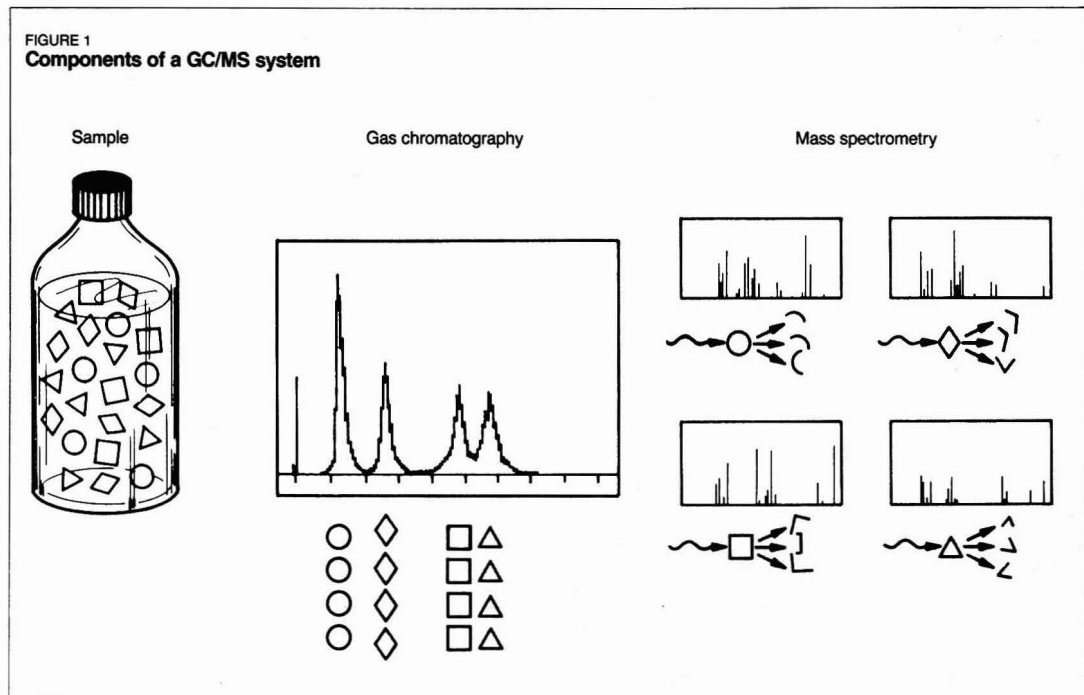 FIGURE 1
Components of a GC/MS system
Sample
Gas chromatography
Mass spectrometry